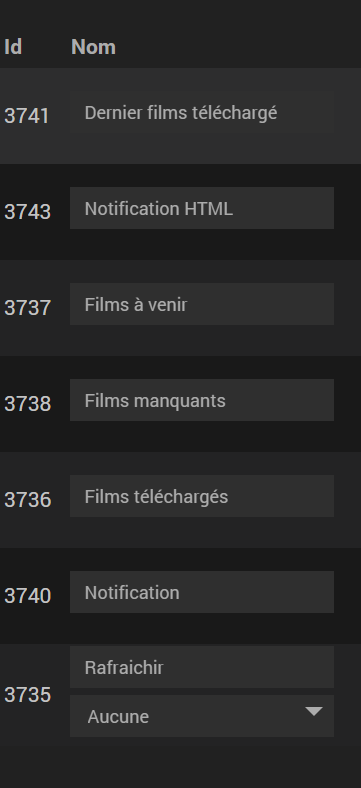 Id Nom
3741 Dernier films téléchargé
3743 Notification HTML
3737 Films à venir
3738 Films manquants
3736 Films téléchargés
3740 Notification
Rafraichir
3735
Aucune